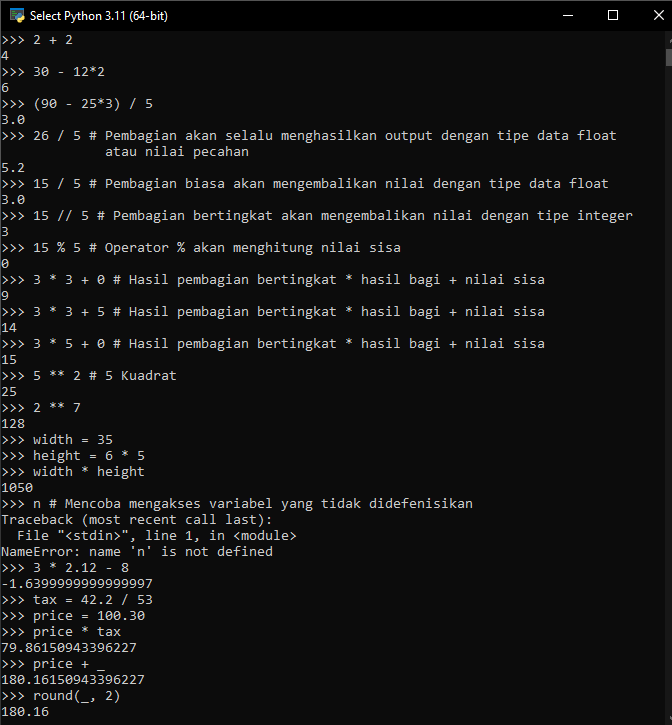 Select Python 3.11 (64-bit)
>>> 2 + 2
4
>>> 30 - 12*2
6
>>> (90 - 25*3) / 5
3.0
>>> 26 / 5 # Pembagian akan selalu menghasilkan output dengan tipe data float
             atau nilai pecahan
5.2
>>> 15 / 5 # Pembagian biasa akan mengembalikan nilai dengan tipe data float
3.0
>>> 15 // 5 # Pembagian bertingkat akan mengembalikan nilai dengan tipe integer
3
>>> 15 % 5 # Operator % akan menghitung nilai sisa
0
>>> 3 * 3 + 0 # Hasil pembagian bertingkat * hasil bagi + nilai sisa
9
>>> 3 * 3 + 5 # Hasil pembagian bertingkat * hasil bagi + nilai sisa
14
>>> 3 * 5 + 0 # Hasil pembagian bertingkat * hasil bagi + nilai sisa
15
>>> 5 ** 2 # 5 Kuadrat
25
>>> 2 ** 7
128
>>> width = 35
>>> height = 6 * 5
>>> width * height
1050
>>> n # Mencoba mengakses variabel yang tidak didefenisikan
Traceback (most recent call last):
  File "<stdin>", line 1, in <module>
NameError: name 'n' is not defined
>>> 3 * 2.12 - 8
-1.6399999999999997
>>> tax = 42.2 / 53
>>> price = 100.30
>>> price * tax
79.86150943396227
>>> price + _
180.16150943396227
>>> round(_, 2)
180.16